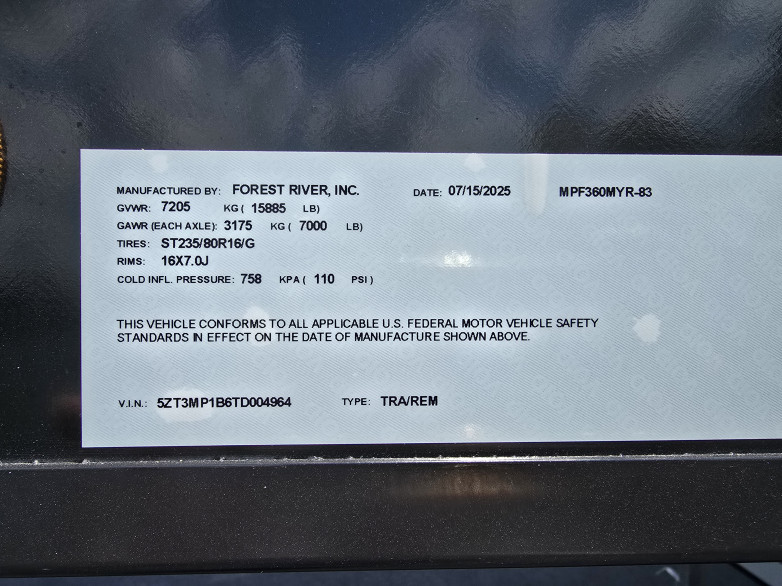 MANUFACTURED BY: FOREST RIVER, INC. DATE: 07/15/2025 MPF360MYR-83
GVWR: 7205 KG ( 15885 LB)
GAWR (EACH AXLE): 3175 KG ( 7000 LB)
TIRES: ST235/80R16/G
RIMS: 16X7.0J
COLD INFL. PRESSURE: 758 KPA ( 110 PSI )
THIS VEHICLE CONFORMS TO ALL APPLICABLE U.S. FEDERAL MOTOR VEHICLE SAFETY
STANDARDS IN EFFECT ON THE DATE OF MANUFACTURE SHOWN ABOVE.
V.I.N.: 5ZT3MP1B6TD004964 TYPE: TRA/REM